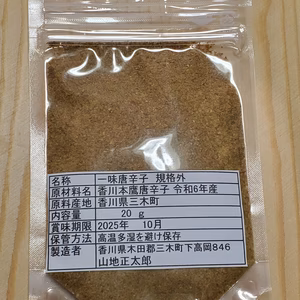 名称 一味唐辛子 規格外
原材料名 香川本鷹唐辛子 令和6年産
原料産地 香川県三木町
内容量 20 g
賞味期限 2025年 10月
保管方法 高温多湿を避け保存
製造者 香川県木田郡三木町下高岡846
山地正太郎